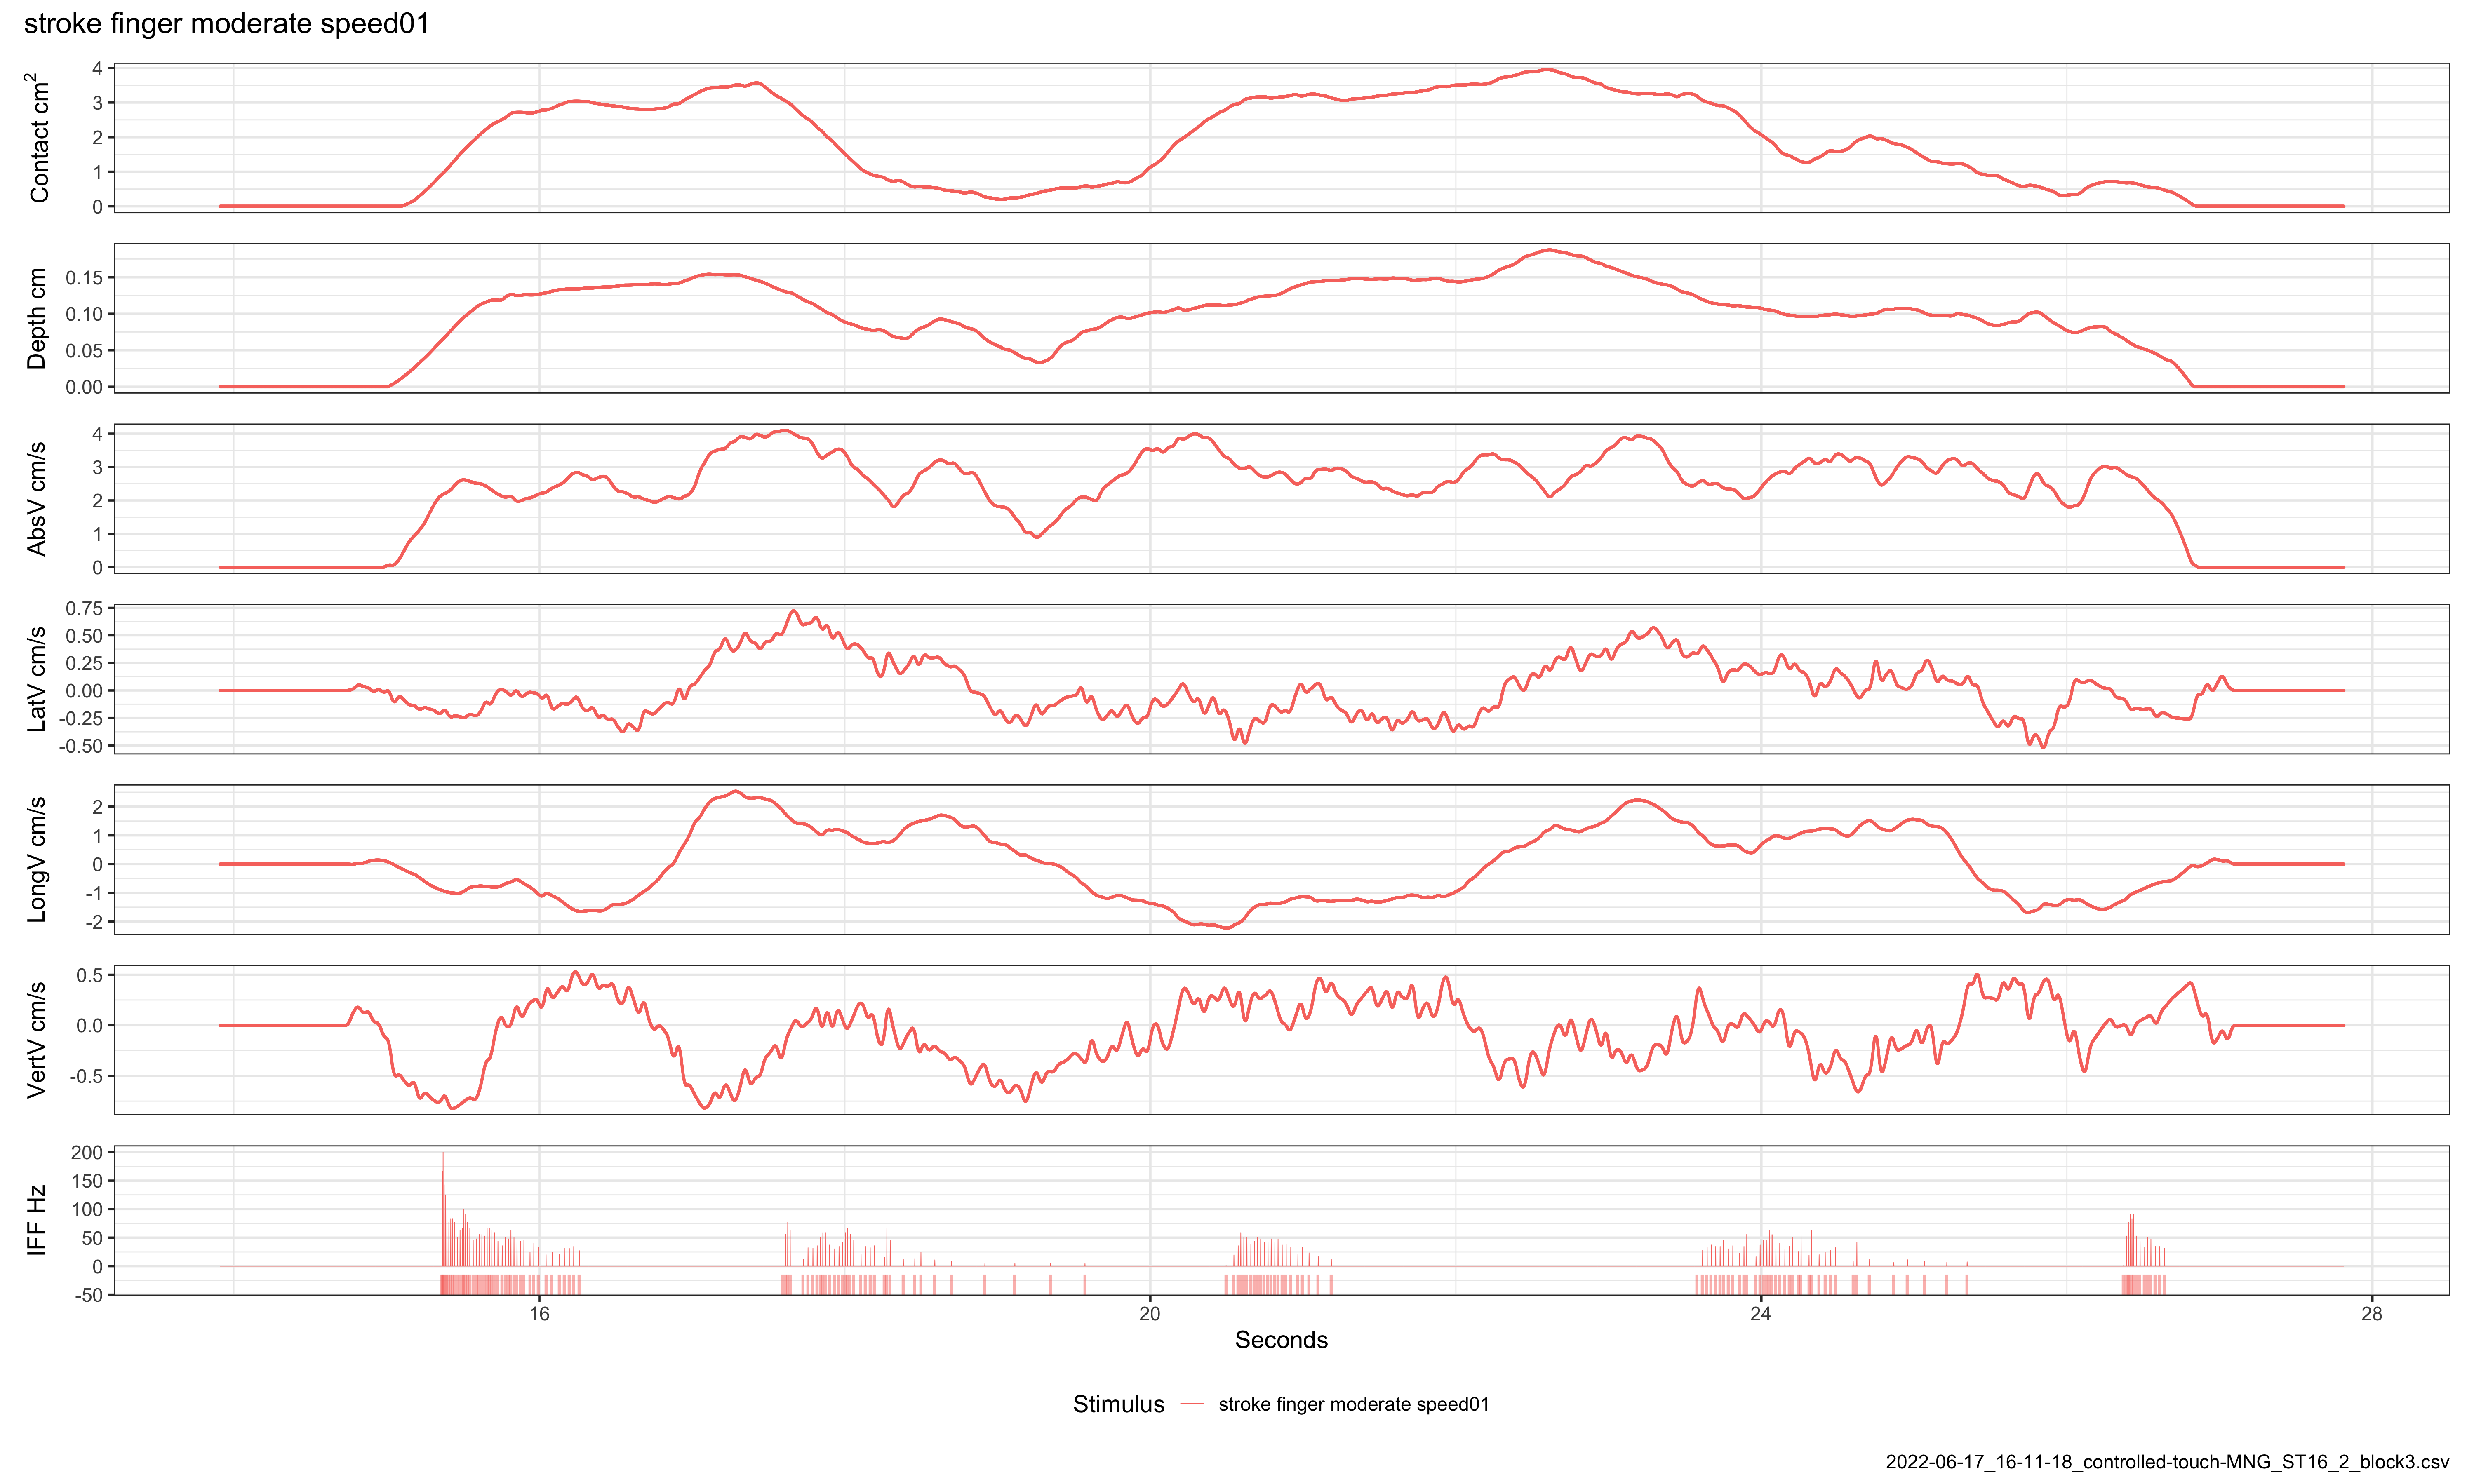 stroke finger moderate speed01
Contact cm²
4
3
2
1
0
Depth cm
0.15
0.10
0.05
0.00
AbsV cm/s
4
3
2
1
0
LatV cm/s
0.75
0.50
0.25
0.00
-0.25
-0.50
LongV cm/s
2
1
0
-1
-2
VertV cm/s
0.5
0.0
-0.5
IFF Hz
200
150
100
50
0
-50
16 20 24 28
Seconds
Stimulus stroke finger moderate speed01
2022-06-17_16-11-18_controlled-touch-MNG_ST16_2_block3.csv